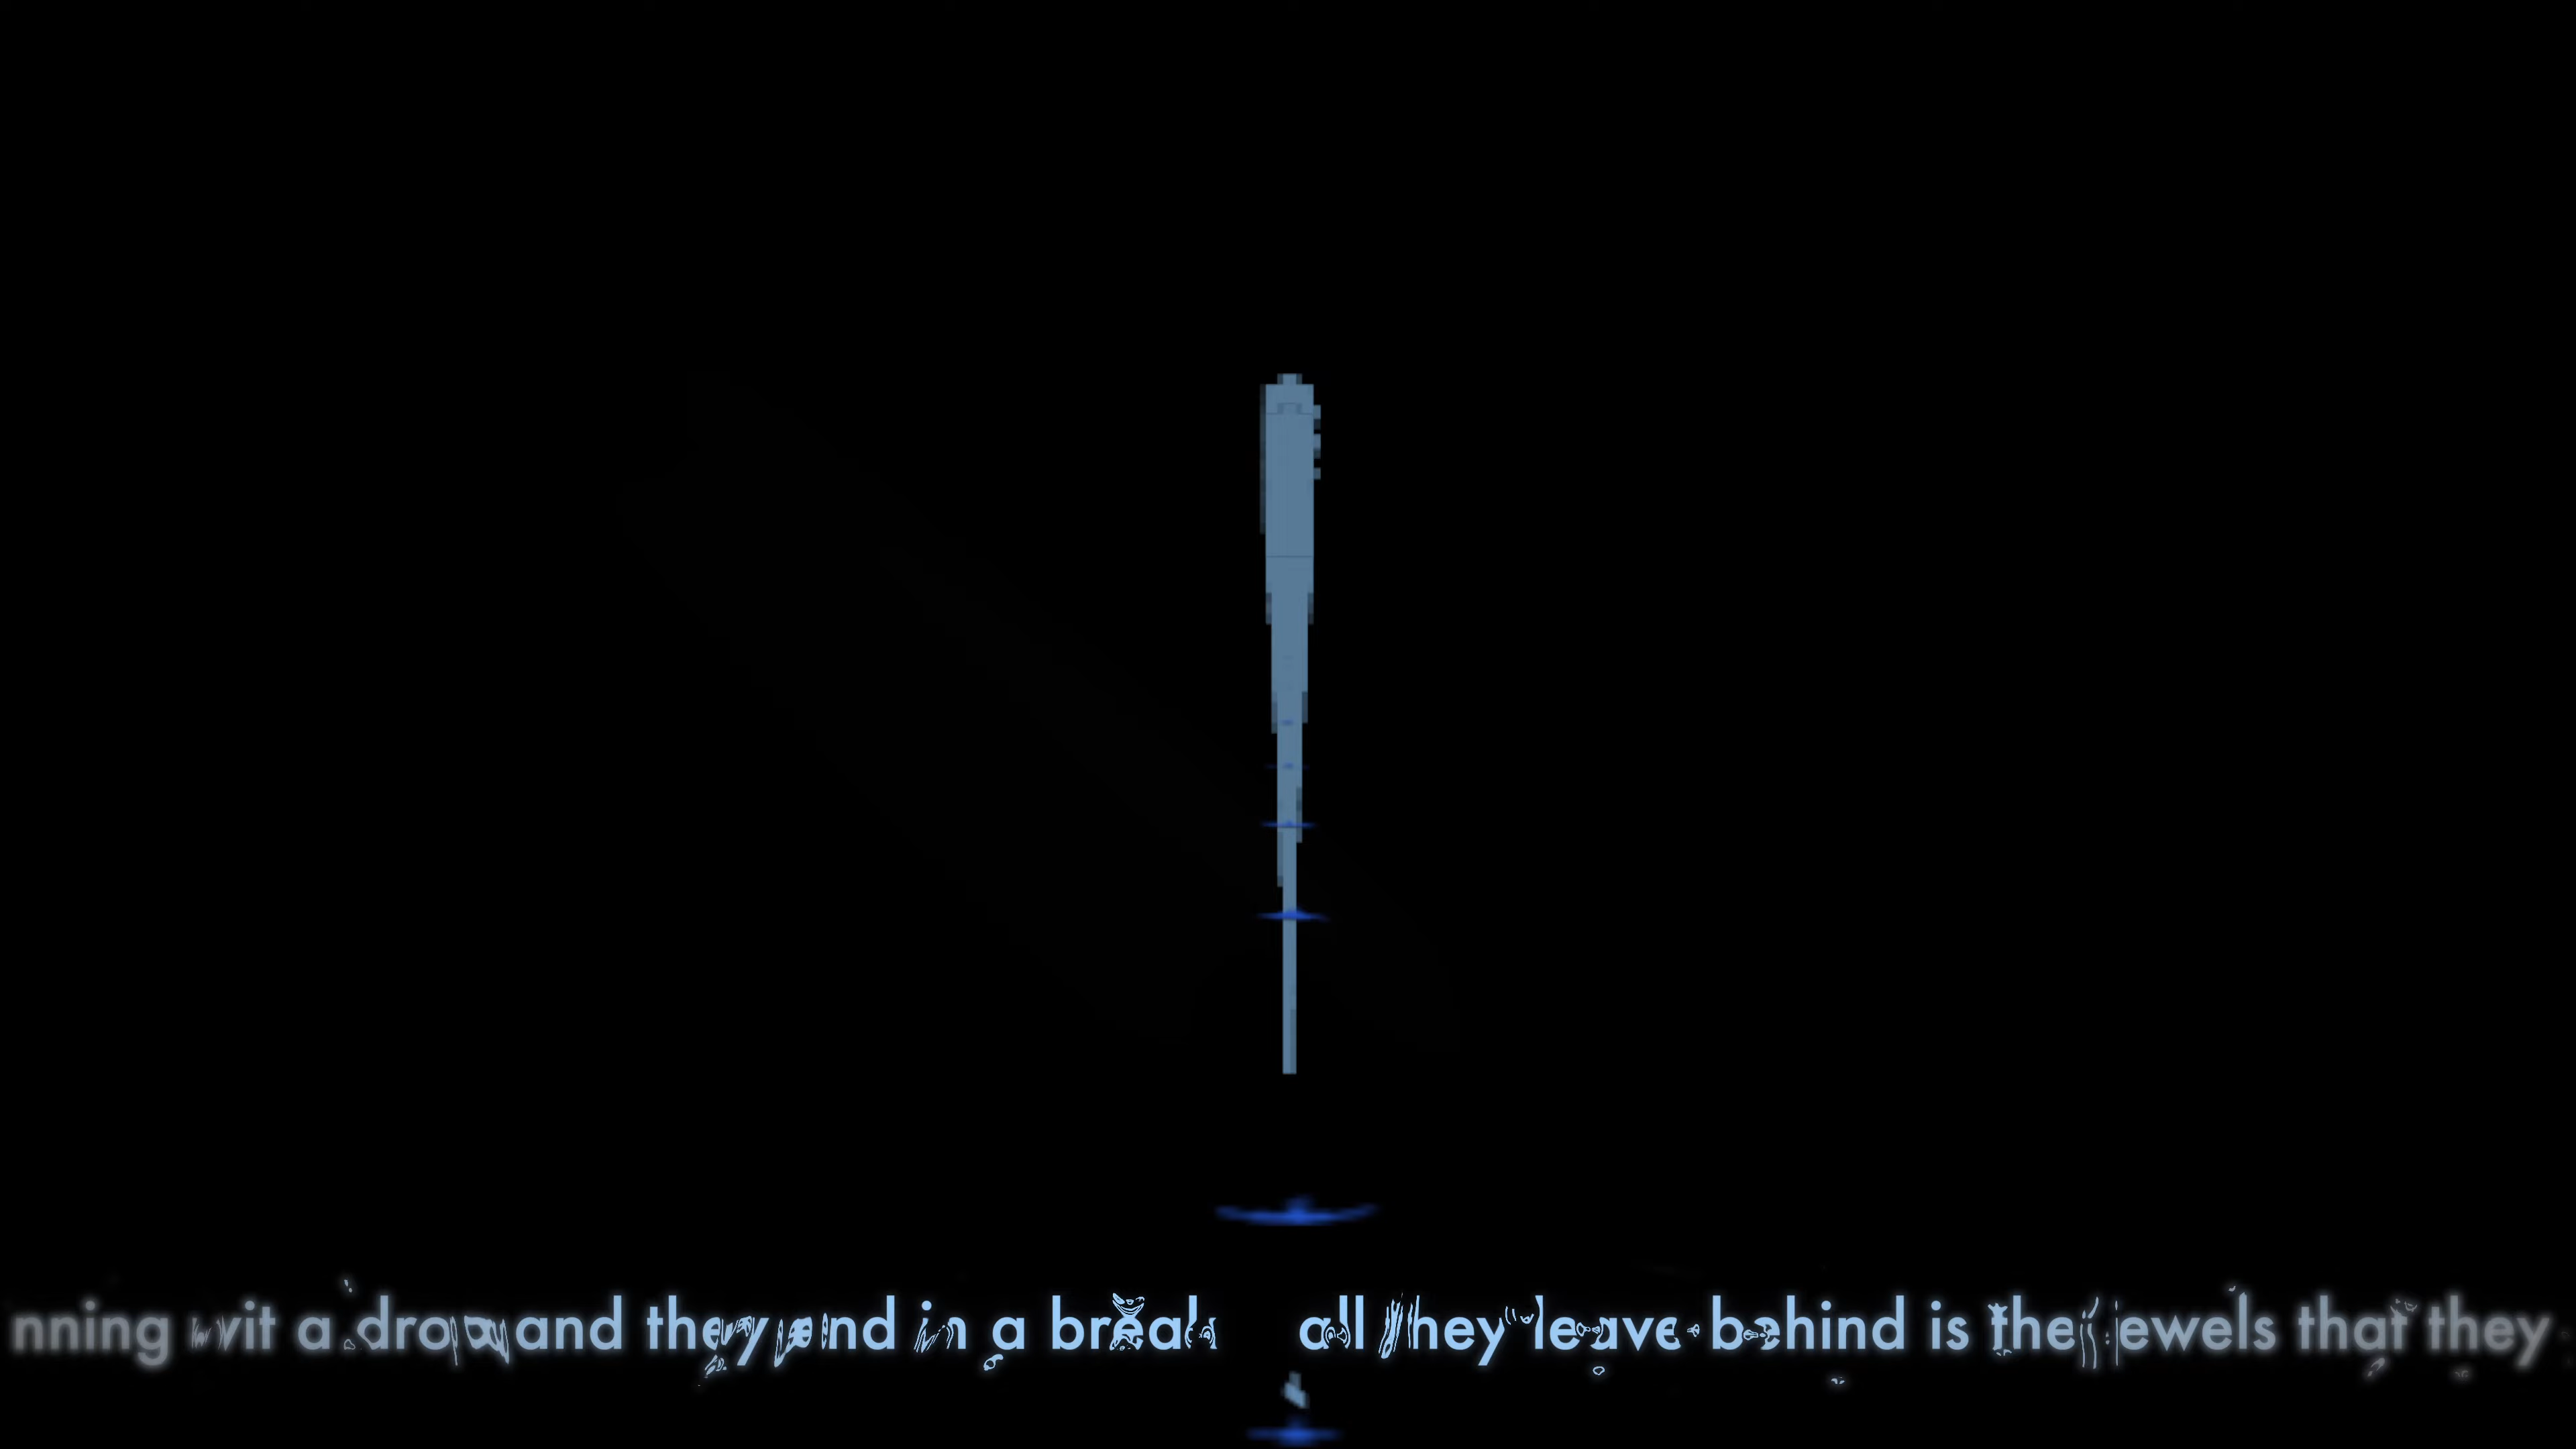 nning wit a drop and they end in a break all they leave behind is the jewels that they